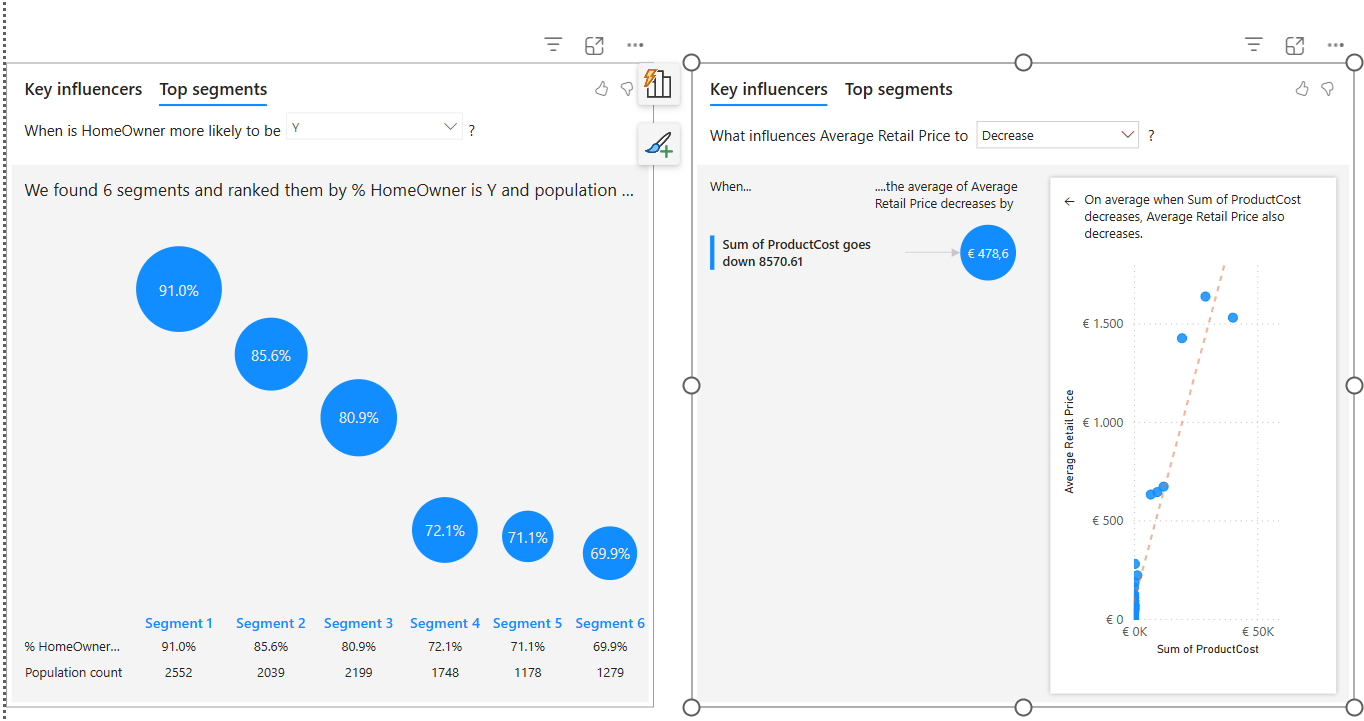 Key influencers
Top segments
When is HomeOwner more likely to be
Y
?
We found 6 segments and ranked them by % HomeOwner is Y and population ...
91.0%
85.6%
80.9%
72.1%
71.1%
69.9%
Segment 1 Segment 2 Segment 3 Segment 4 Segment 5 Segment 6
% HomeOwner... 91.0% 85.6% 80.9% 72.1% 71.1% 69.9%
Population count 2552 2039 2199 1748 1178 1279
Key influencers
Top segments
What influences Average Retail Price to
Decrease
?
When...
....the average of Average
Retail Price decreases by
Sum of ProductCost goes
down 8570.61
€ 478,6
On average when Sum of ProductCost
decreases, Average Retail Price also
decreases.
Average Retail Price
€ 1.500
€ 1.000
€ 500
€ 0
€ 0K
€ 50K
Sum of ProductCost